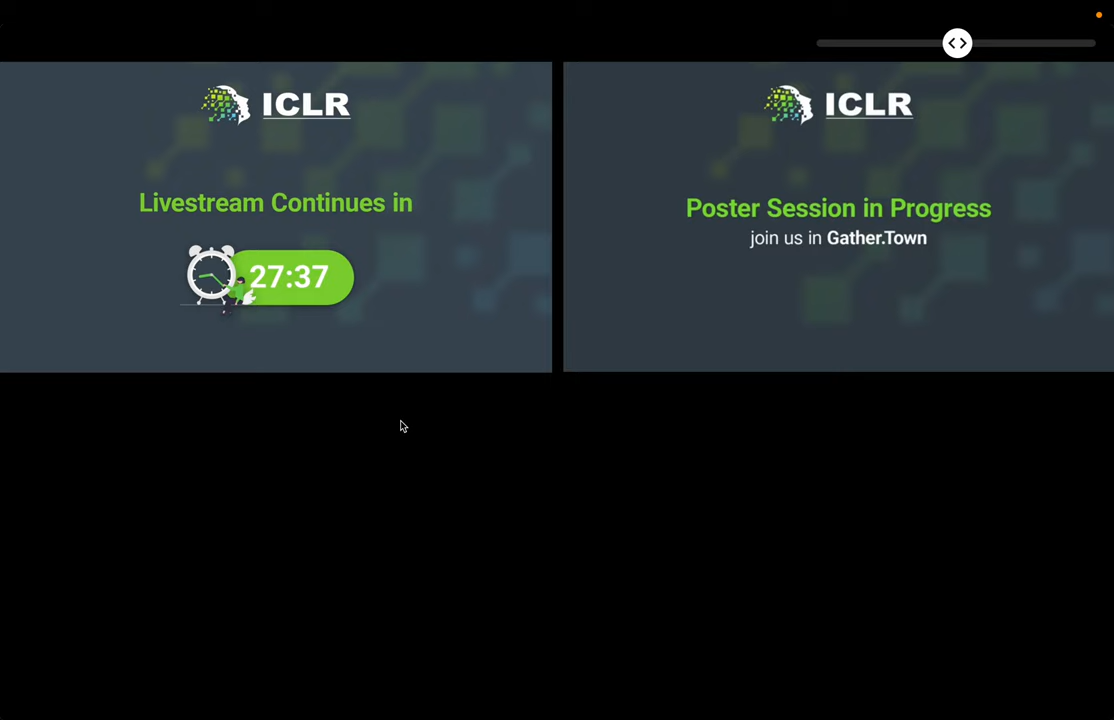 ICLR
Livestream Continues in
27:37
ICLR
Poster Session in Progress
join us in Gather.Town